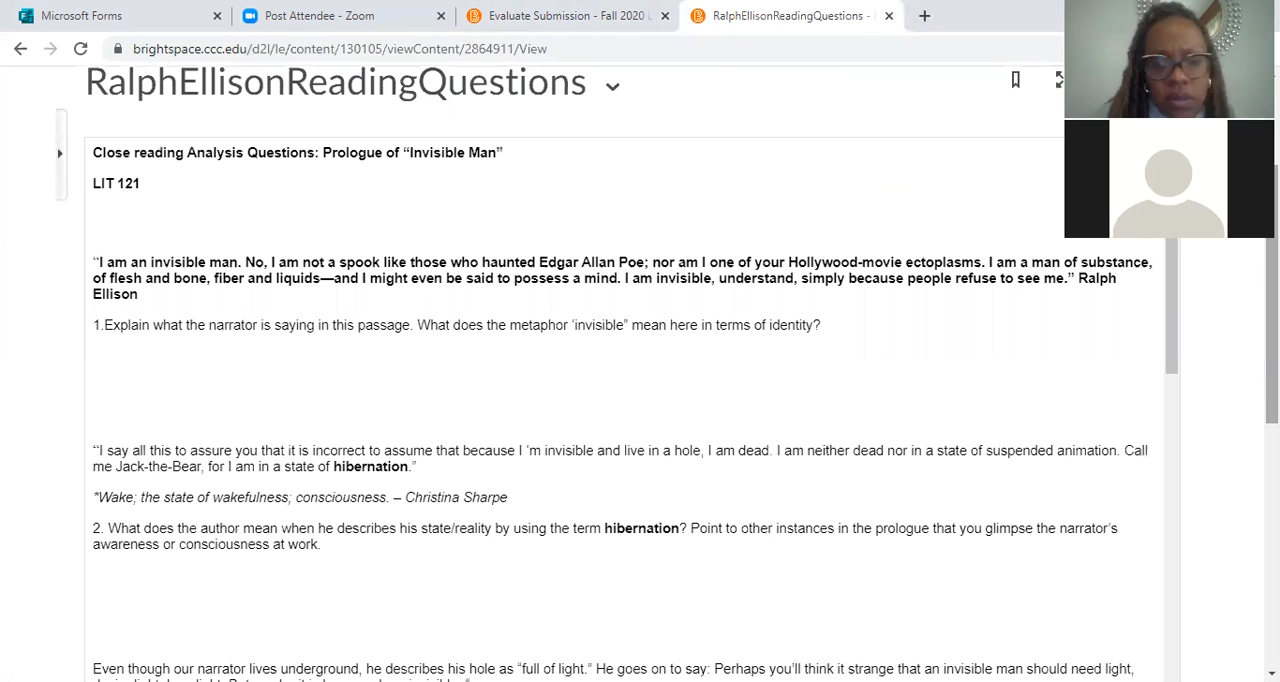 Microsoft Forms
Post Attendee - Zoom
Evaluate Submission - Fall 2020
RalphEllisonReadingQuestions -
brightspace.ccc.edu/d2l/le/content/130105/viewContent/2864911/View
RalphEllisonReadingQuestions
Close reading Analysis Questions: Prologue of “Invisible Man”
LIT 121
“I am an invisible man. No, I am not a spook like those who haunted Edgar Allan Poe; nor am I one of your Hollywood-movie ectoplasms. I am a man of substance,
of flesh and bone, fiber and liquids—and I might even be said to possess a mind. I am invisible, understand, simply because people refuse to see me.” Ralph
Ellison
1.Explain what the narrator is saying in this passage. What does the metaphor ‘invisible” mean here in terms of identity?
“I say all this to assure you that it is incorrect to assume that because I ‘m invisible and live in a hole, I am dead. I am neither dead nor in a state of suspended animation. Call
me Jack-the-Bear, for I am in a state of hibernation.”
*Wake; the state of wakefulness; consciousness. – Christina Sharpe
2. What does the author mean when he describes his state/reality by using the term hibernation? Point to other instances in the prologue that you glimpse the narrator’s
awareness or consciousness at work.
Even though our narrator lives underground, he describes his hole as “full of light.” He goes on to say: Perhaps you’ll think it strange that an invisible man should need light,